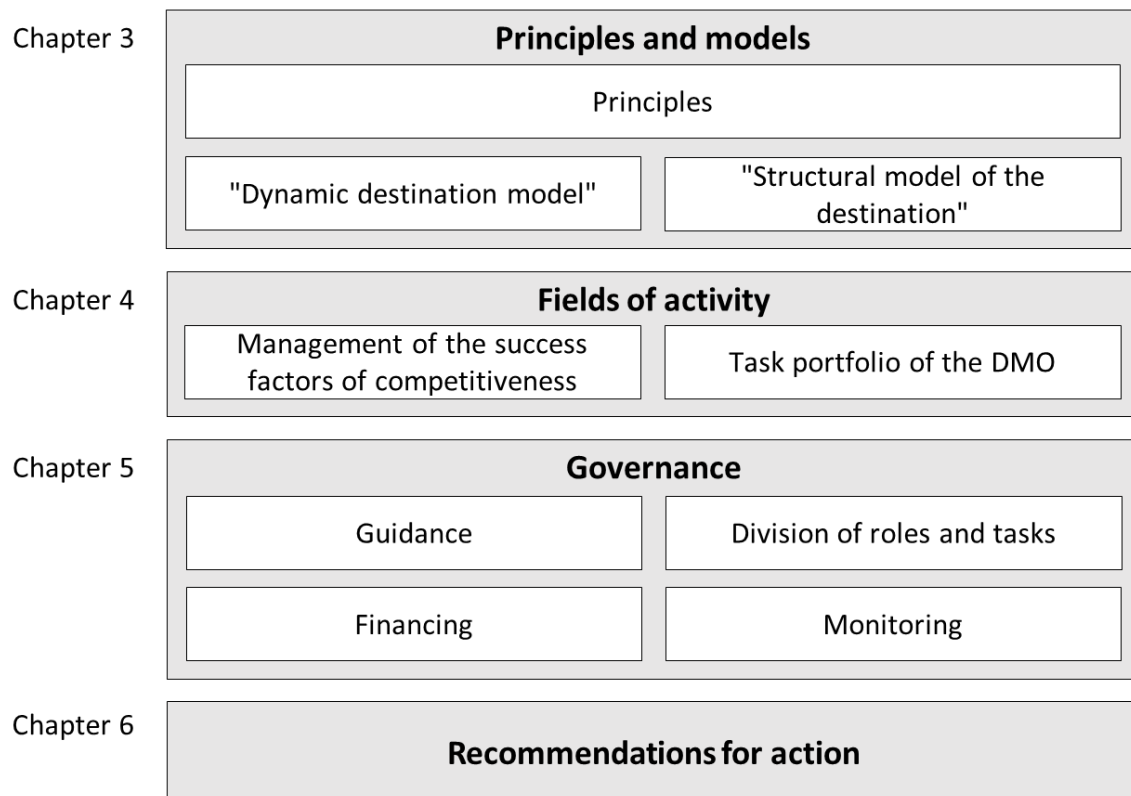 Chapter 3
Principles and models
Principles
"Dynamic destination model"
"Structural model of the
destination"
Chapter 4
Fields of activity
Management of the success
factors of competitiveness
Task portfolio of the DMO
Chapter 5
Governance
Guidance
Division of roles and tasks
Financing
Monitoring
Chapter 6
Recommendations for action